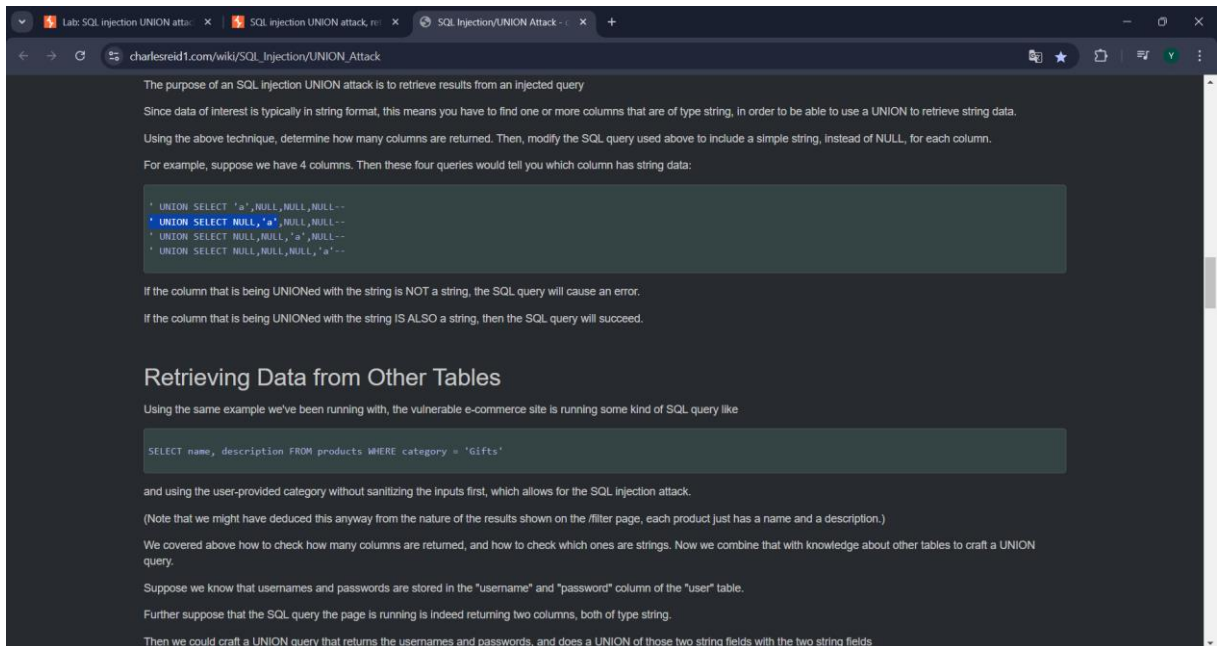 Lab: SQL injection UNION attac
SQL injection UNION attack, re
SQL Injection/UNION Attack - c
charlesreid1.com/wiki/SQL_Injection/UNION_Attack
Y
The purpose of an SQL injection UNION attack is to retrieve results from an injected query
Since data of interest is typically in string format, this means you have to find one or more columns that are of type string, in order to be able to use a UNION to retrieve string data.
Using the above technique, determine how many columns are returned. Then, modify the SQL query used above to include a simple string, instead of NULL, for each column.
For example, suppose we have 4 columns. Then these four queries would tell you which column has string data:
' UNION SELECT 'a',NULL,NULL,NULL--
' UNION SELECT NULL,'a',NULL,NULL--
' UNION SELECT NULL,NULL,'a',NULL--
' UNION SELECT NULL,NULL,NULL,'a'--
If the column that is being UNIONed with the string is NOT a string, the SQL query will cause an error.
If the column that is being UNIONed with the string IS ALSO a string, then the SQL query will succeed.
Retrieving Data from Other Tables
Using the same example we've been running with, the vulnerable e-commerce site is running some kind of SQL query like
SELECT name, description FROM products WHERE category = 'Gifts'
and using the user-provided category without sanitizing the inputs first, which allows for the SQL injection attack.
(Note that we might have deduced this anyway from the nature of the results shown on the /filter page, each product just has a name and a description.)
We covered above how to check how many columns are returned, and how to check which ones are strings. Now we combine that with knowledge about other tables to craft a UNION
query.
Suppose we know that usernames and passwords are stored in the "username" and "password" column of the "user" table.
Further suppose that the SQL query the page is running is indeed returning two columns, both of type string.
Then we could craft a UNION query that returns the usernames and passwords, and does a UNION of those two string fields with the two string fields